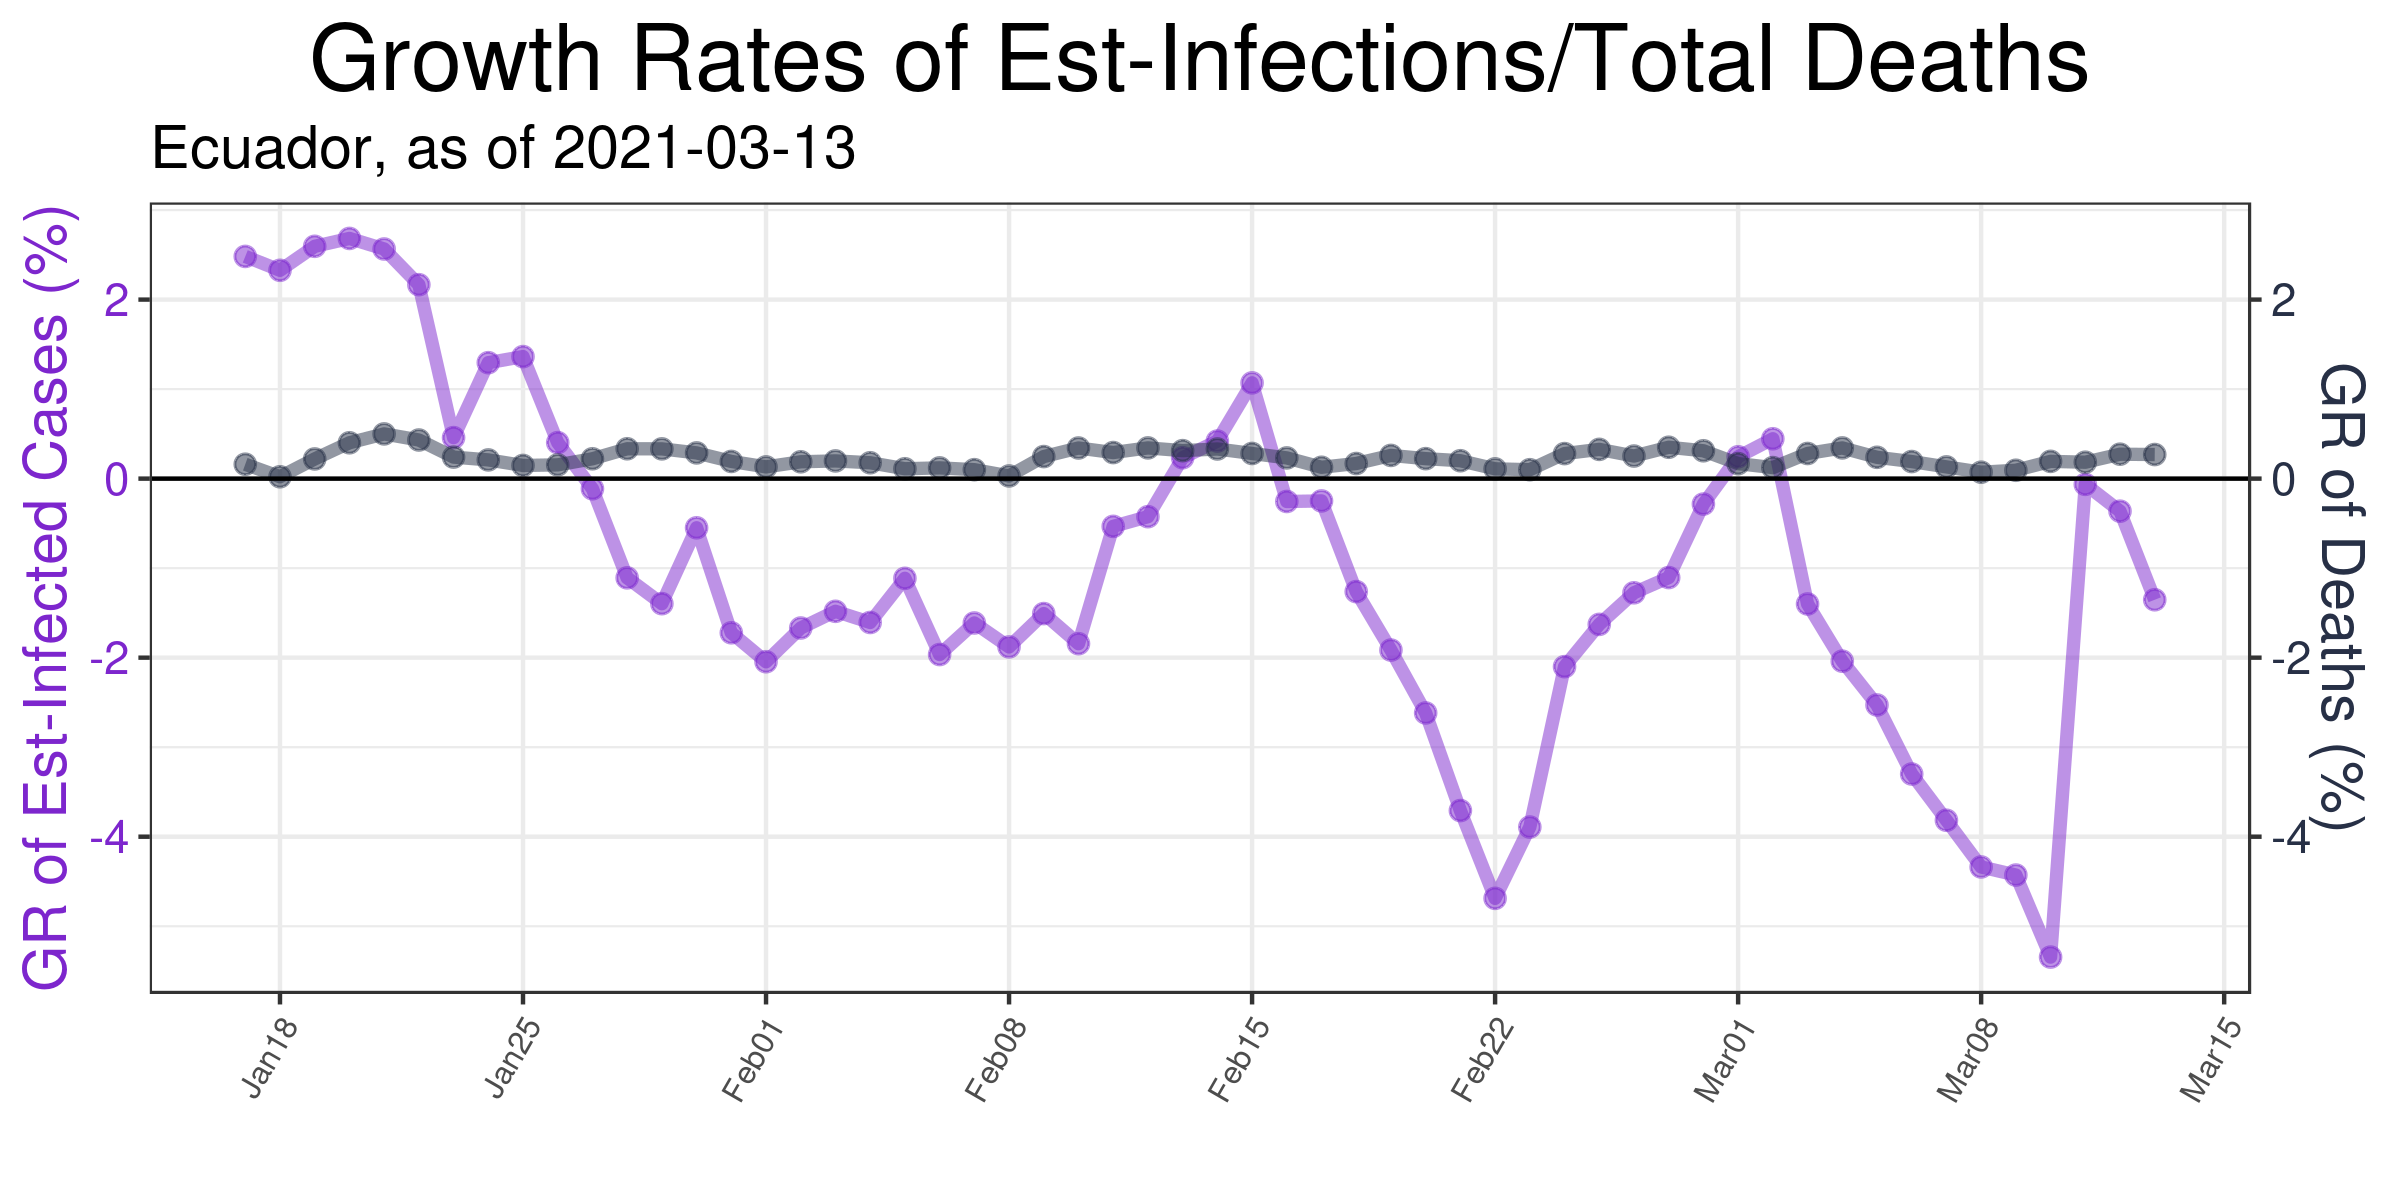 Growth Rates of Est-Infections/Total Deaths
Ecuador, as of 2021-03-13
GR of Est-Infected Cases (%)
2
0
-2
-4
2
0
-2
-4
GR of Deaths (%)
Jan18
Jan25
Feb01
Feb08
Feb15
Feb22
Mar01
Mar08
Mar15